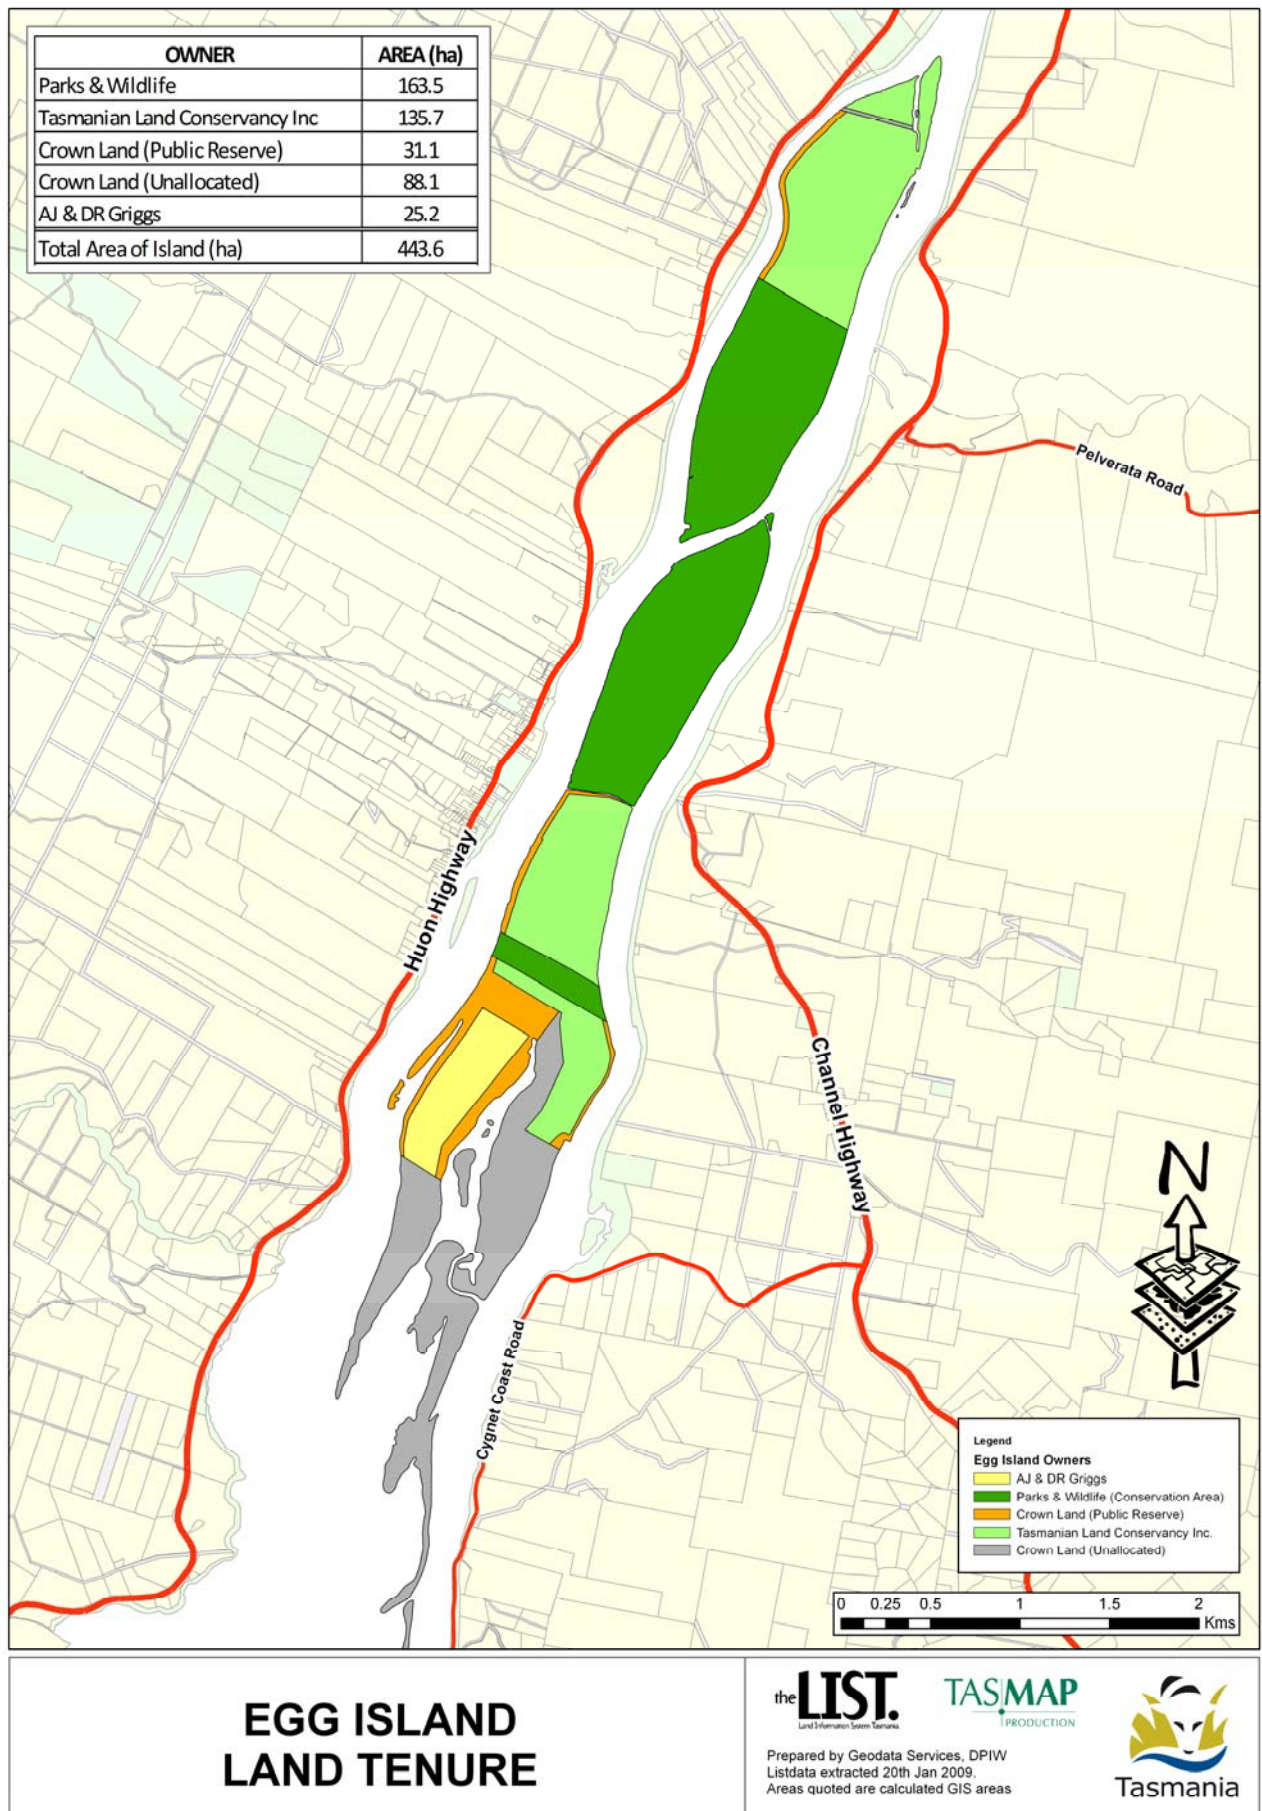 OWNER AREA (ha)
Parks & Wildlife 163.5
Tasmanian Land Conservancy Inc 135.7
Crown Land (Public Reserve) 31.1
Crown Land (Unallocated) 88.1
AJ & DR Griggs 25.2
Total Area of Island (ha) 443.6
Pelverata Road
Huon Highway
Channel Highway
Cygnet Coast Road
N
Legend
Egg Island Owners
AJ & DR Griggs
Parks & Wildlife (Conservation Area)
Crown Land (Public Reserve)
Tasmanian Land Conservancy Inc.
Crown Land (Unallocated)
0 0.25 0.5 1 1.5 2
Kms
EGG ISLAND
LAND TENURE
the LIST.
Land Information System Tasmania
TASMAP
PRODUCTION
Prepared by Geodata Services, DPIW
Listdata extracted 20th Jan 2009.
Areas quoted are calculated GIS areas
Tasmania